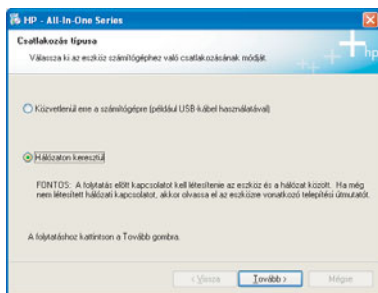 HP - All-In-One Series
Csatlakozás típusa
Válassza ki az eszköz számítógéphez való csatlakozásának módját.
hp
Közvetlenül erre a számítógépre (például USB-kábel használatával)
Hálózaton keresztül
FONTOS: A folytatás előtt kapcsolatot kell létesítenie az eszköz és a hálózat között. Ha még
nem létesített hálózati kapcsolatot, akkor olvassa el az eszközre vonatkozó telepítési útmutatót.
A folytatáshoz kattintson a Tovább gombra.
< Vissza
Tovább >
Mégse